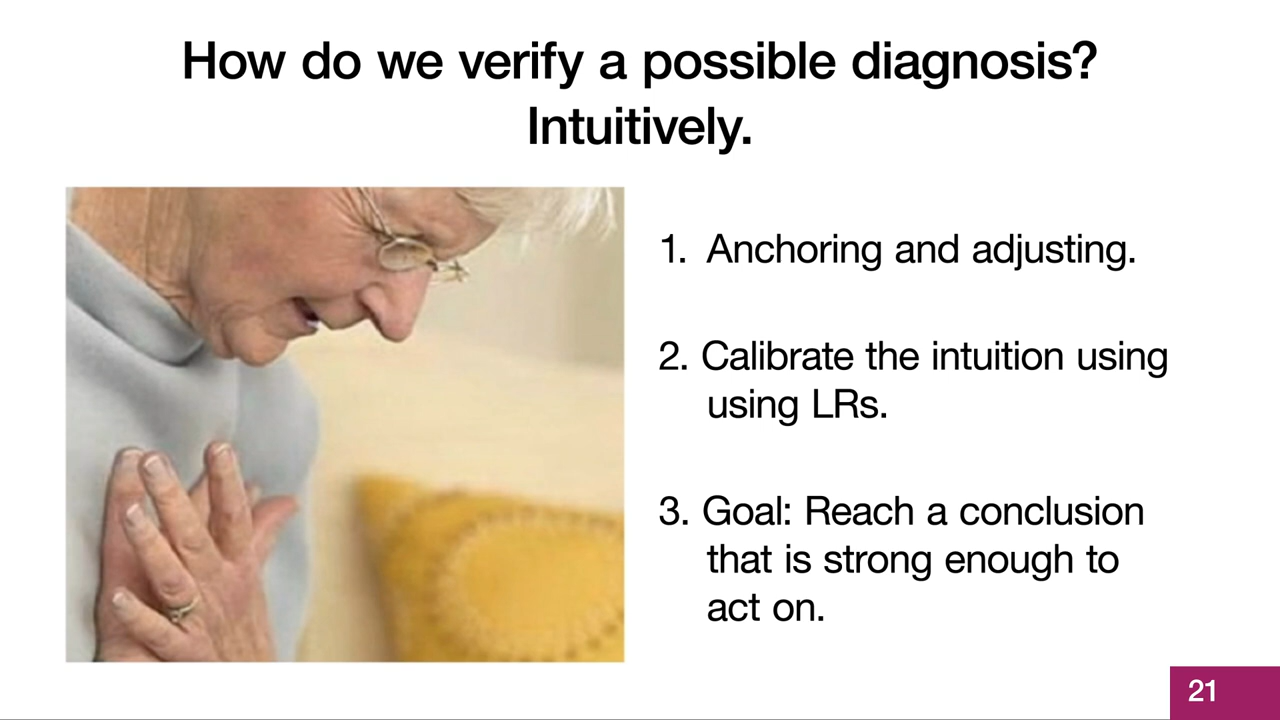 How do we verify a possible diagnosis?
Intuitively.
1. Anchoring and adjusting.
2. Calibrate the intuition using
using LRs.
3. Goal: Reach a conclusion
that is strong enough to
act on.
21